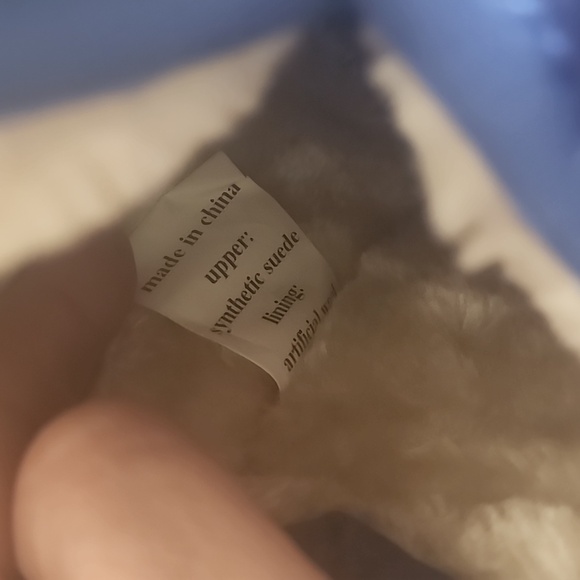 made in china
upper:
synthetic suede
lining:
artificial